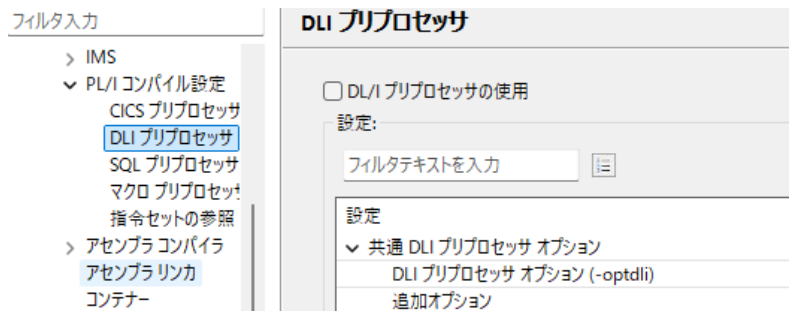 フィルタ入力
IMS
PL/I コンパイル設定
CICS プリプロセッサ
DLI プリプロセッサ
SQL プリプロセッサ
マクロ プリプロセッサ
指令セットの参照
アセンブラ コンパイラ
アセンブラ リンカ
コンテナー
DLI プリプロセッサ
DL/I プリプロセッサの使用
設定:
フィルタテキストを入力
設定
共通 DLI プリプロセッサ オプション
DLI プリプロセッサ オプション (-optdli)
追加オプション